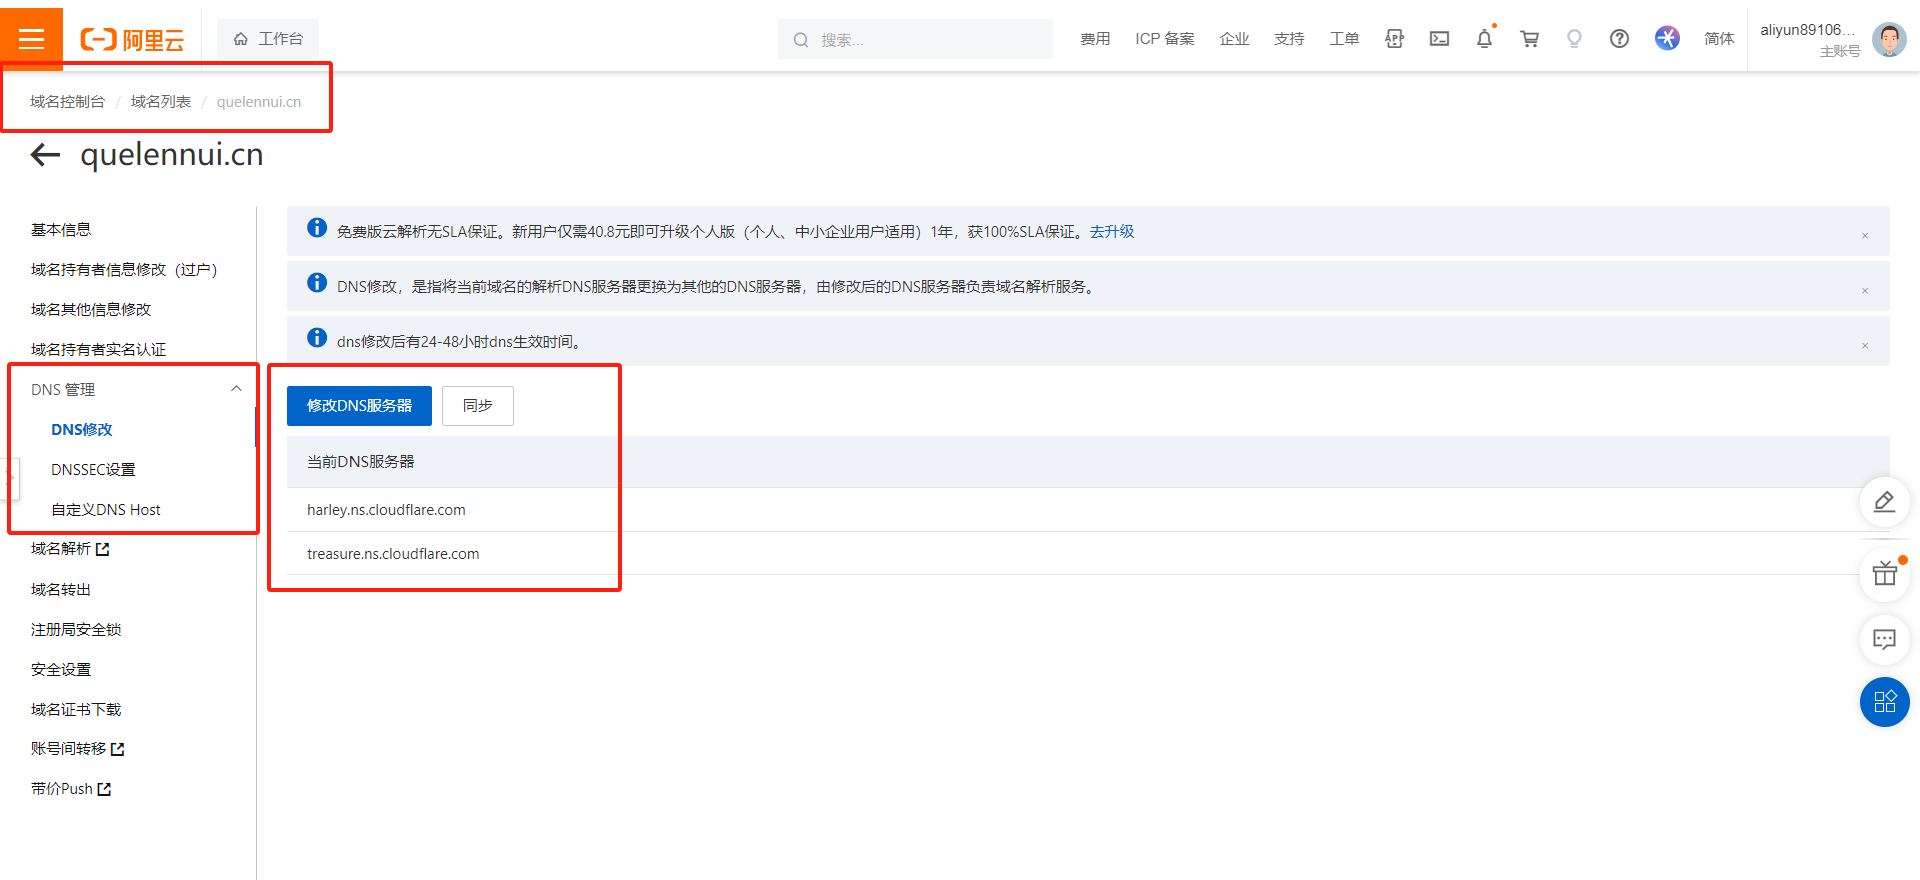 阿里云
工作台
搜索...
费用
ICP 备案
企业
支持
工单
APP
简体
aliyun89106...
主账号
域名控制台 / 域名列表 / quelennui.cn
quelennui.cn
基本信息
域名持有者信息修改（过户）
域名其他信息修改
域名持有者实名认证
DNS 管理
DNS修改
DNSSEC设置
自定义DNS Host
域名解析
域名转出
注册局安全锁
安全设置
域名证书下载
账号间转移
带价Push
免费版云解析无SLA保证。新用户仅需40.8元即可升级个人版（个人、中小企业用户适用）1年，获100%SLA保证。去升级
DNS修改，是指将当前域名的解析DNS服务器更换为其他的DNS服务器，由修改后的DNS服务器负责域名解析服务。
dns修改后有24-48小时dns生效时间。
修改DNS服务器
同步
当前DNS服务器
harley.ns.cloudflare.com
treasure.ns.cloudflare.com